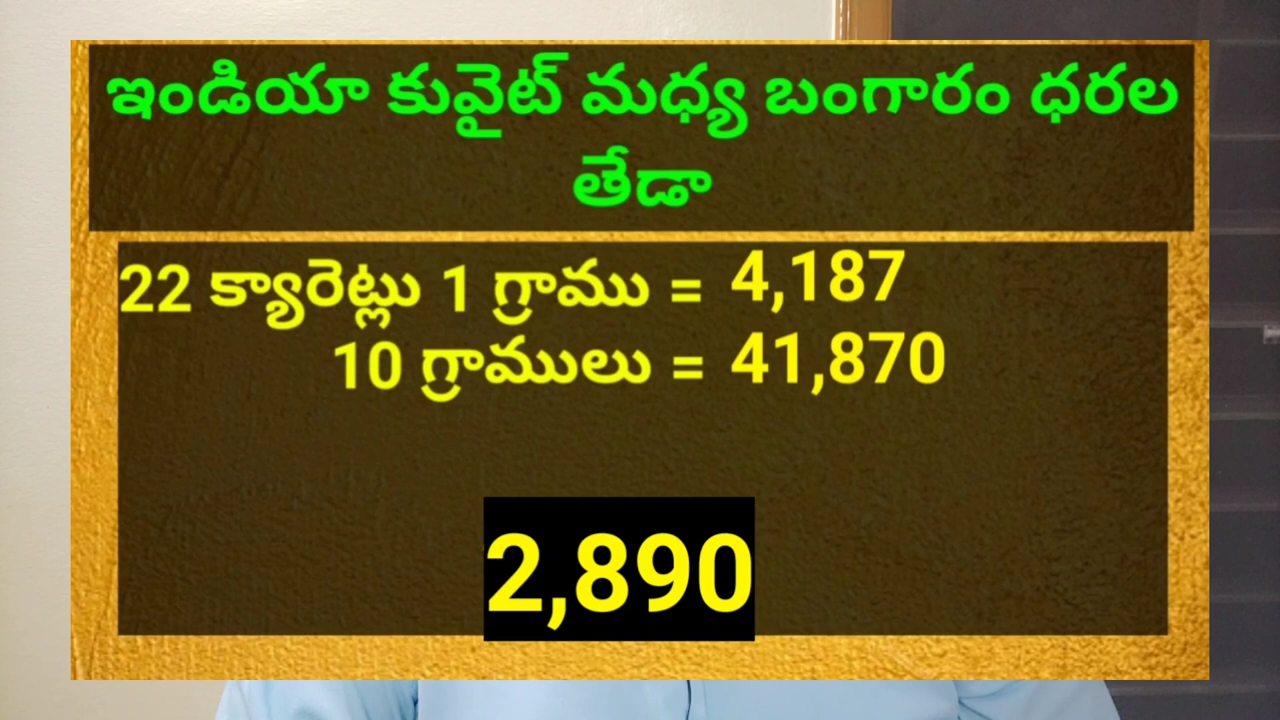 ఇండియా కువైట్ మధ్య బంగారం ధరల
తేడా
22 క్యారెట్లు 1 గ్రాము = 4,187
10 గ్రాములు = 41,870
2,890